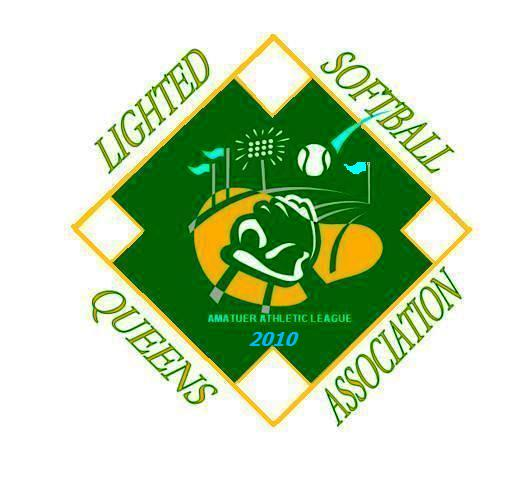 LIGHTED
SOFTBALL
AMATUER ATHLETIC LEAGUE
2010
QUEENS
ASSOCIATION